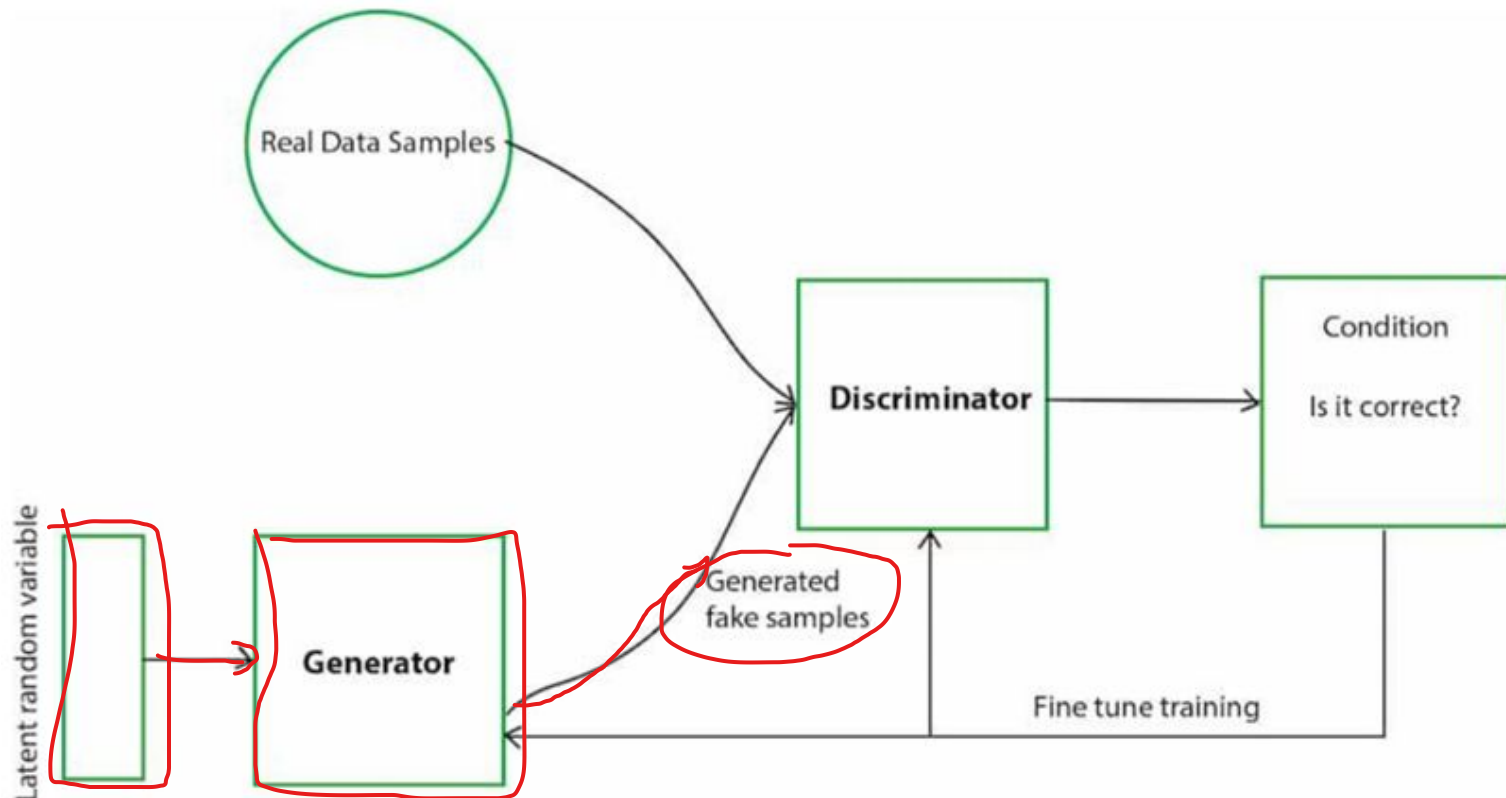 Real Data Samples
Condition
Is it correct?
Discriminator
Generated
fake samples
Latent random variable
Generator
Fine tune training